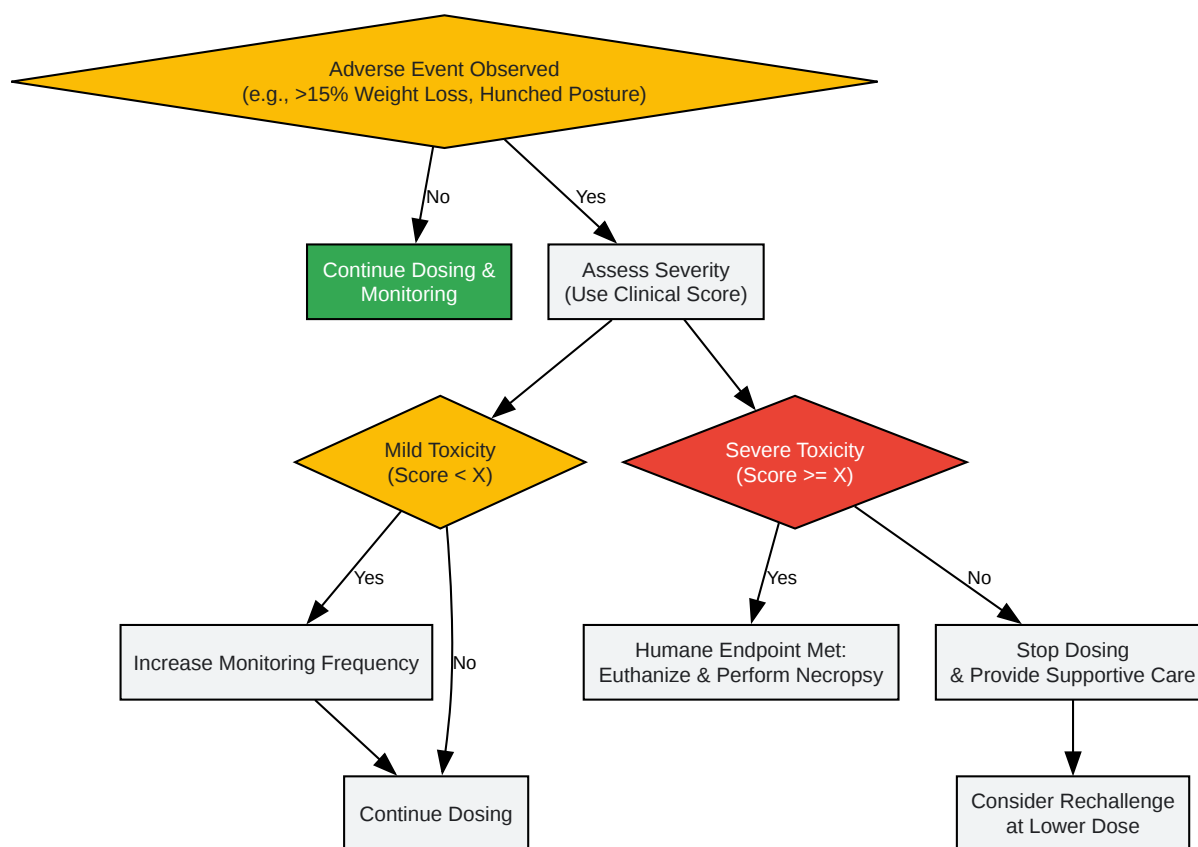 Adverse Event Observed
(e.g., >15% Weight Loss, Hunched Posture)
No
Yes
Continue Dosing &
Monitoring
Assess Severity
(Use Clinical Score)
Mild Toxicity
(Score < X)
Severe Toxicity
(Score >= X)
Yes
No
Yes
No
Increase Monitoring Frequency
Humane Endpoint Met:
Euthanize & Perform Necropsy
Stop Dosing
& Provide Supportive Care
Continue Dosing
Consider Rechallenge
at Lower Dose